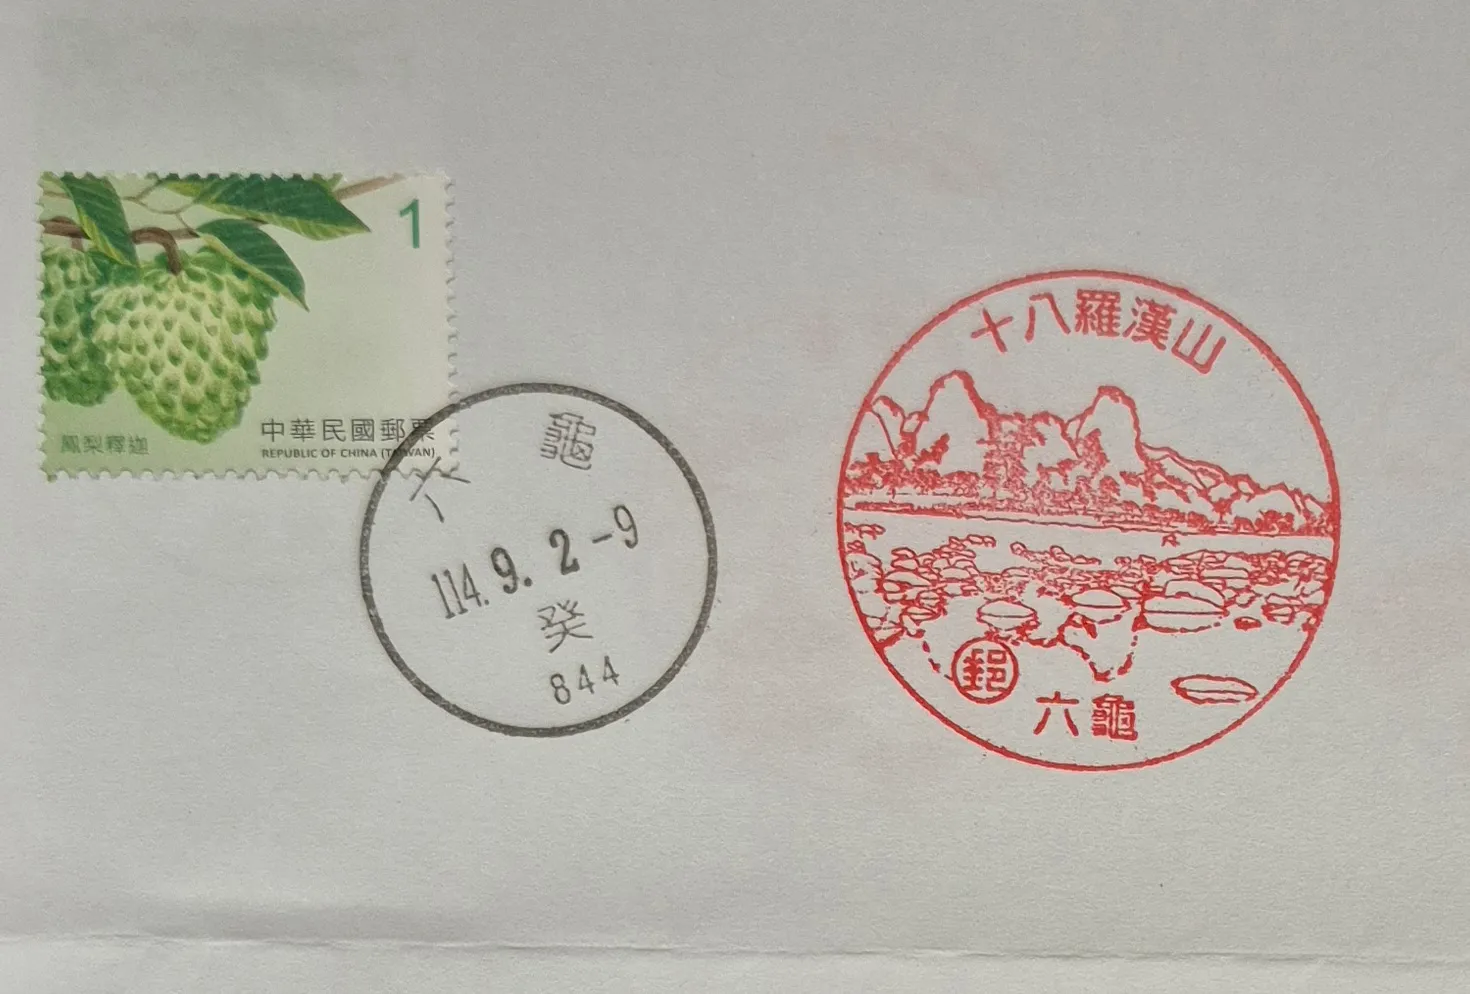 1
鳳梨釋迦
中華民國郵票
REPUBLIC OF CHINA (TAIWAN)
六龜
114.9.2-9
癸
844
十八羅漢山
郵
六龜